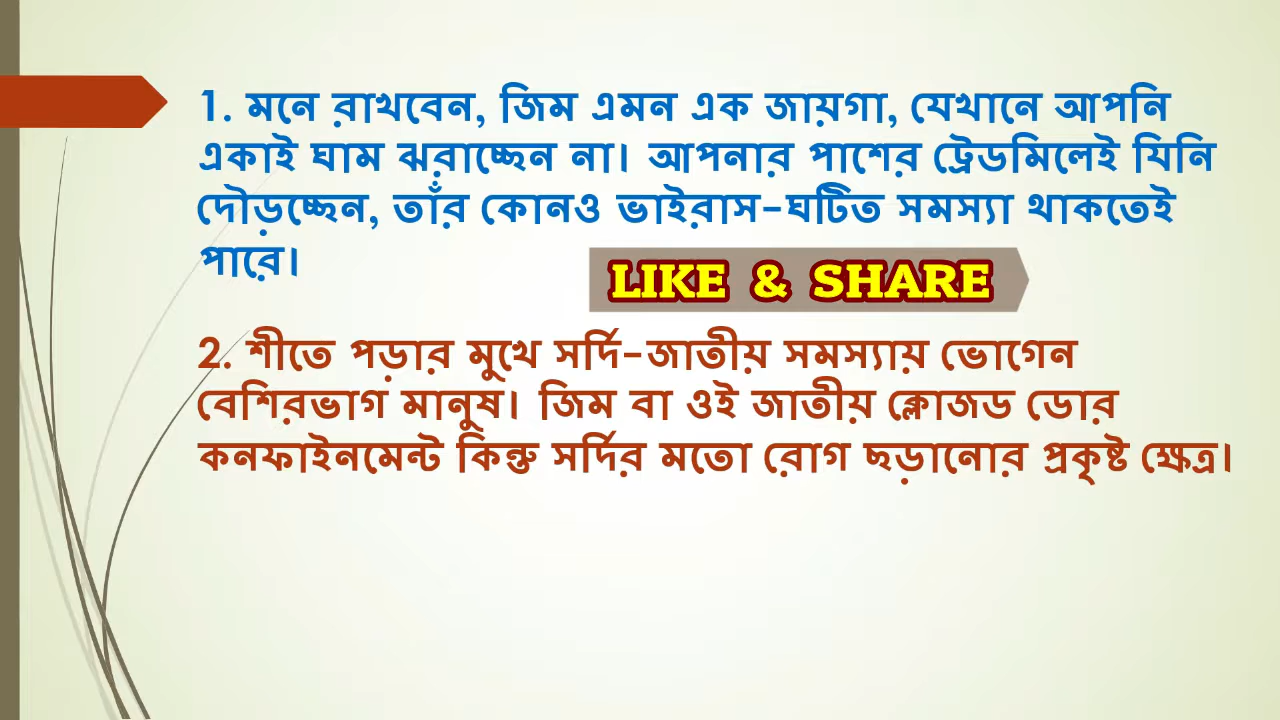 1. মনে রাখবেন, জিম এমন এক জায়গা, যেখানে আপনি
একাই ঘাম ঝরাচ্ছেন না। আপনার পাশের ট্রেডমিলেই যিনি
দৌড়চ্ছেন, তাঁর কোনও ভাইরাস-ঘটিত সমস্যা থাকতেই
পারে।
LIKE & SHARE
2. শীতে পড়ার মুখে সর্দি-জাতীয় সমস্যায় ভোগেন
বেশিরভাগ মানুষ। জিম বা ওই জাতীয় ক্লোজড ডোর
কনফাইনমেন্ট কিন্তু সর্দির মতো রোগ ছড়ানোর প্রকৃষ্ট ক্ষেত্র।